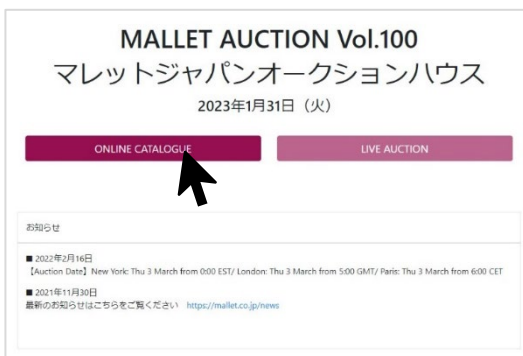 MALLET AUCTION Vol.100
マレットジャパンオークションハウス
2023年1月31日（火）
ONLINE CATALOGUE
LIVE AUCTION
お知らせ
■ 2022年2月16日
【Auction Date】New York: Thu 3 March from 0:00 EST/ London: Thu 3 March from 5:00 GMT/ Paris: Thu 3 March from 6:00 CET
■ 2021年11月30日
最新のお知らせはこちらをご覧ください https://mallet.co.jp/news